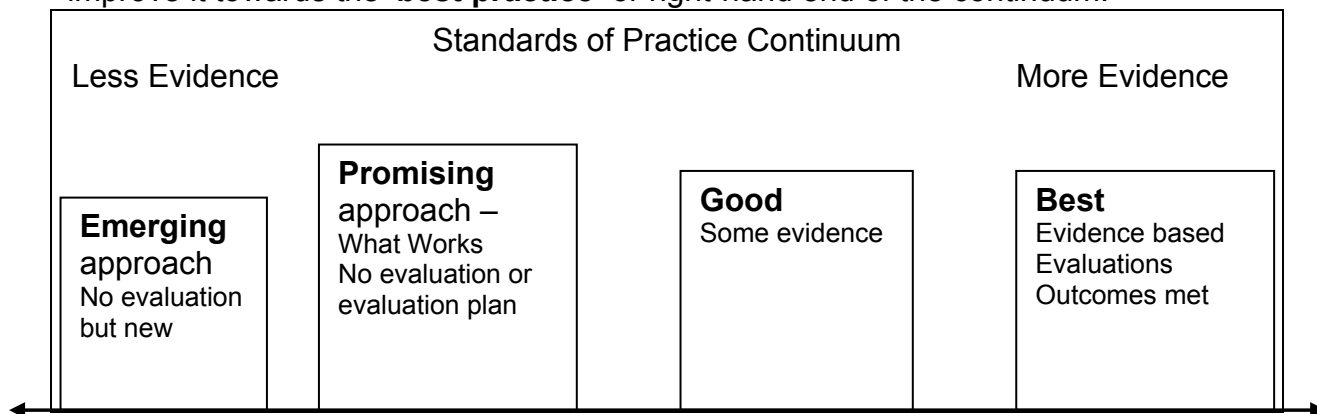 improve it towards the 'best practice' or right-hand end of the continuum.
Standards of Practice Continuum
Less Evidence
More Evidence
Emerging
approach
No evaluation
but new
Promising
approach –
What Works
No evaluation or
evaluation plan
Good
Some evidence
Best
Evidence based
Evaluations
Outcomes met